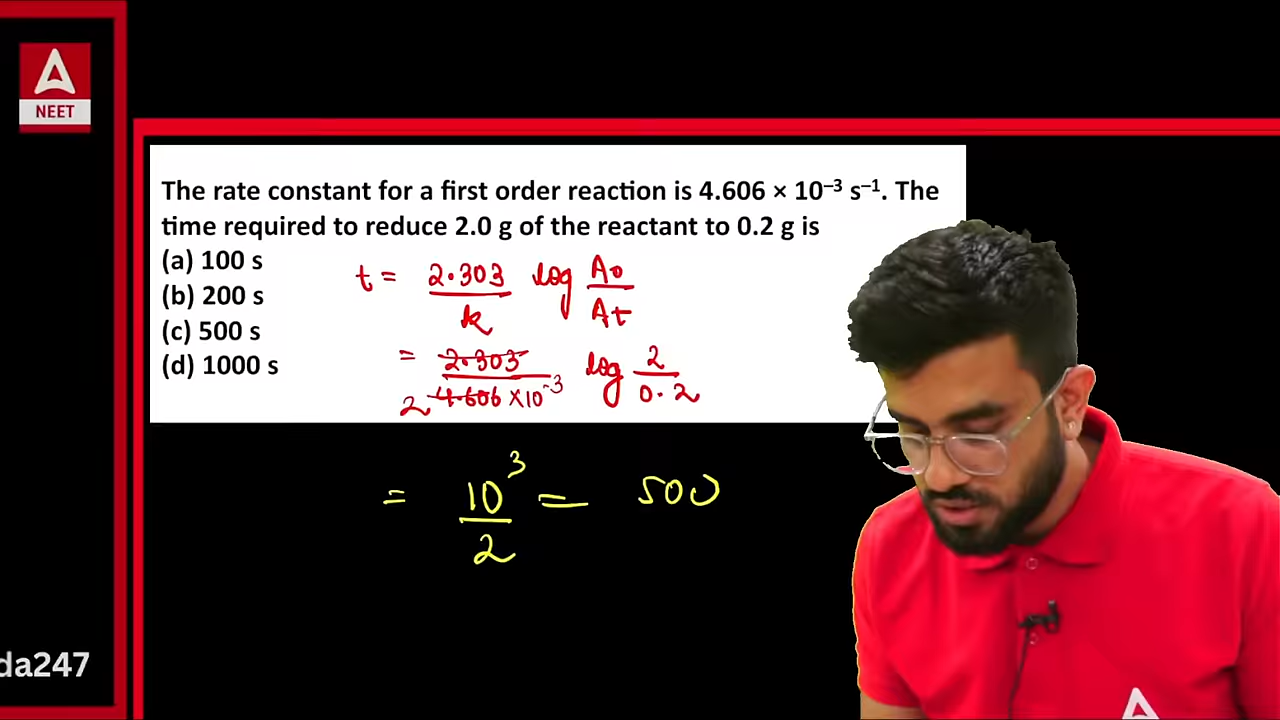 NEET
The rate constant for a first order reaction is 4.606 × 10⁻³ s⁻¹. The
time required to reduce 2.0 g of the reactant to 0.2 g is
(a) 100 s
(b) 200 s
(c) 500 s
(d) 1000 s
t = 2.303/k log A₀/At
= 2.303/2 4.606 × 10⁻³ log 2/0.2
= 10³/2 = 500
da247